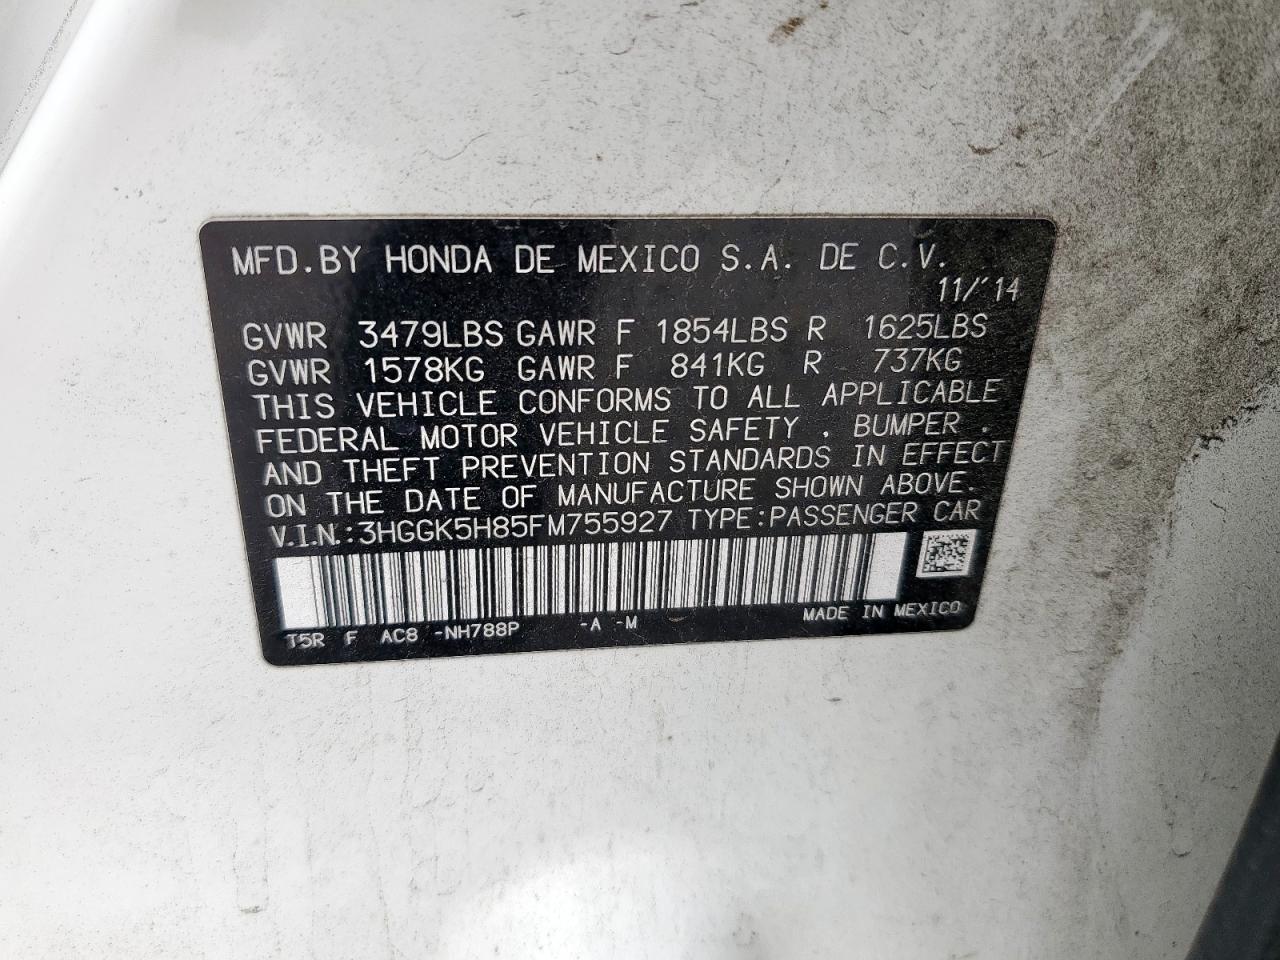 MFD.BY HONDA DE MEXICO S.A. DE C.V.
11/'14
GVWR 3479LBS GAWR F 1854LBS R 1625LBS
GVWR 1578KG GAWR F 841KG R 737KG
THIS VEHICLE CONFORMS TO ALL APPLICABLE
FEDERAL MOTOR VEHICLE SAFETY , BUMPER ,
AND THEFT PREVENTION STANDARDS IN EFFECT
ON THE DATE OF MANUFACTURE SHOWN ABOVE.
V.I.N.:3HGGK5H85FM755927 TYPE:PASSENGER CAR
MADE IN MEXICO
T5R F AC8 -NH788P -A -M